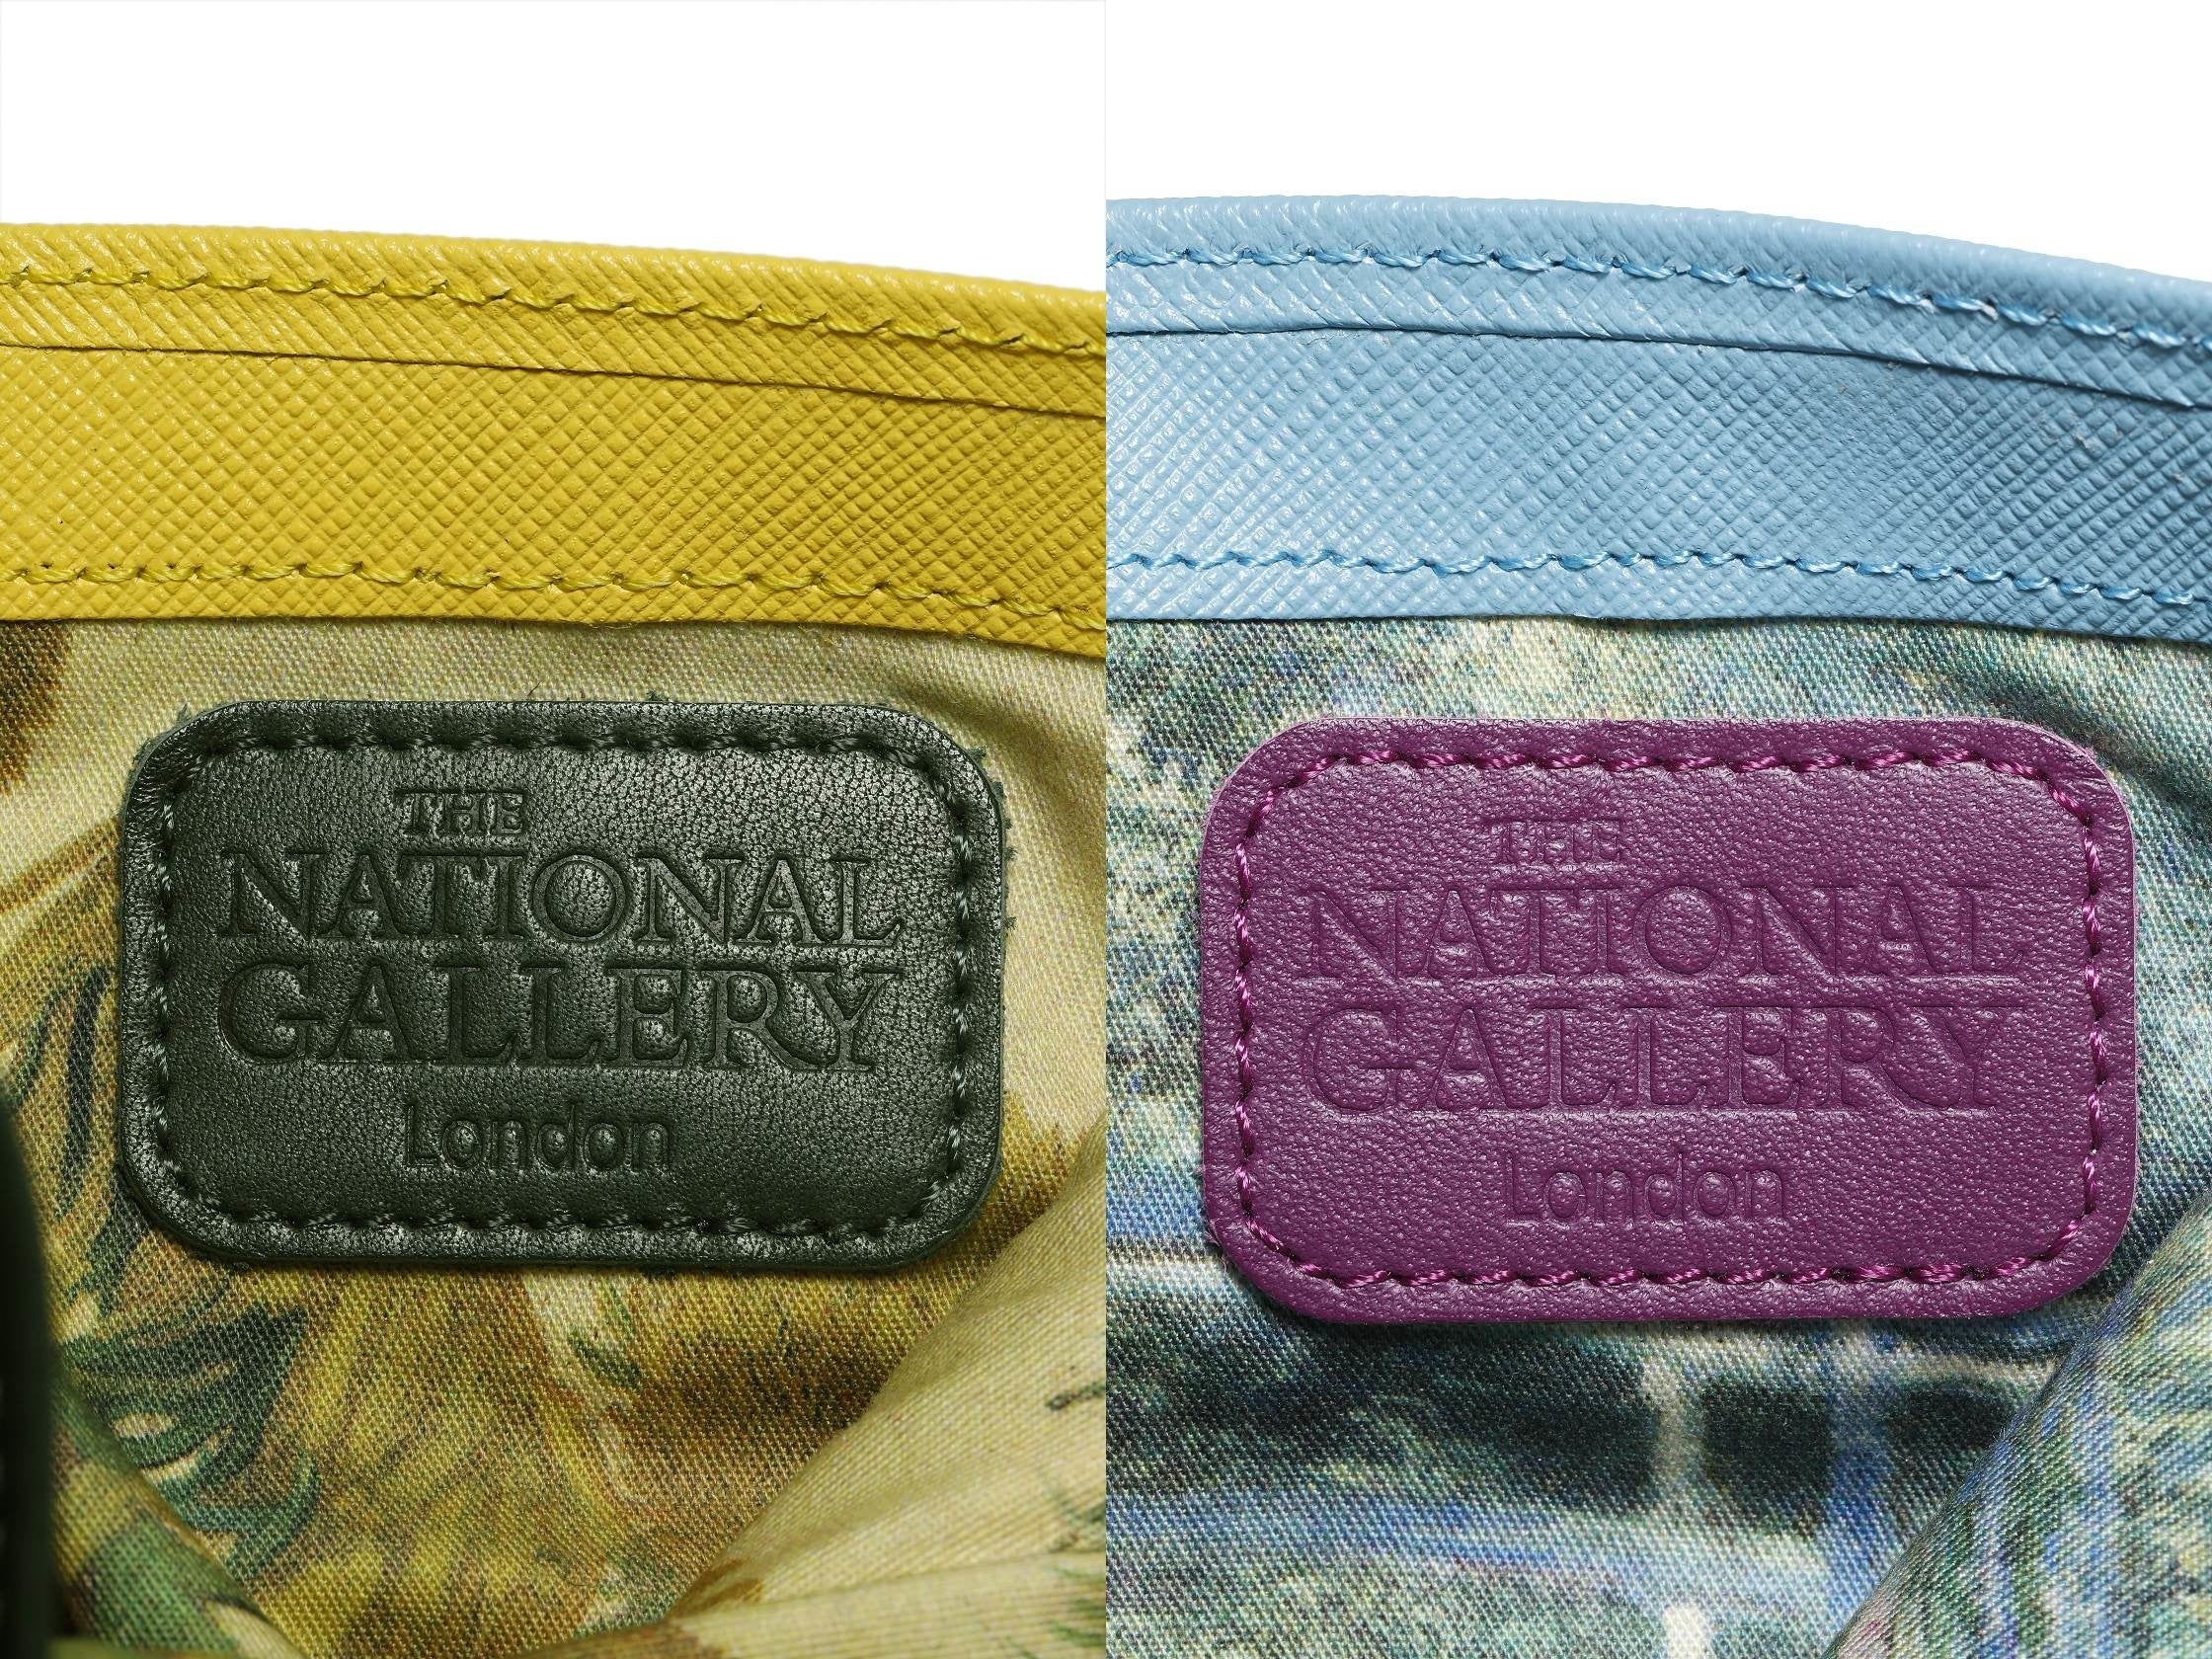 THE
NATIONAL
GALLERY
London
THE
NATIONAL
GALLERY
London